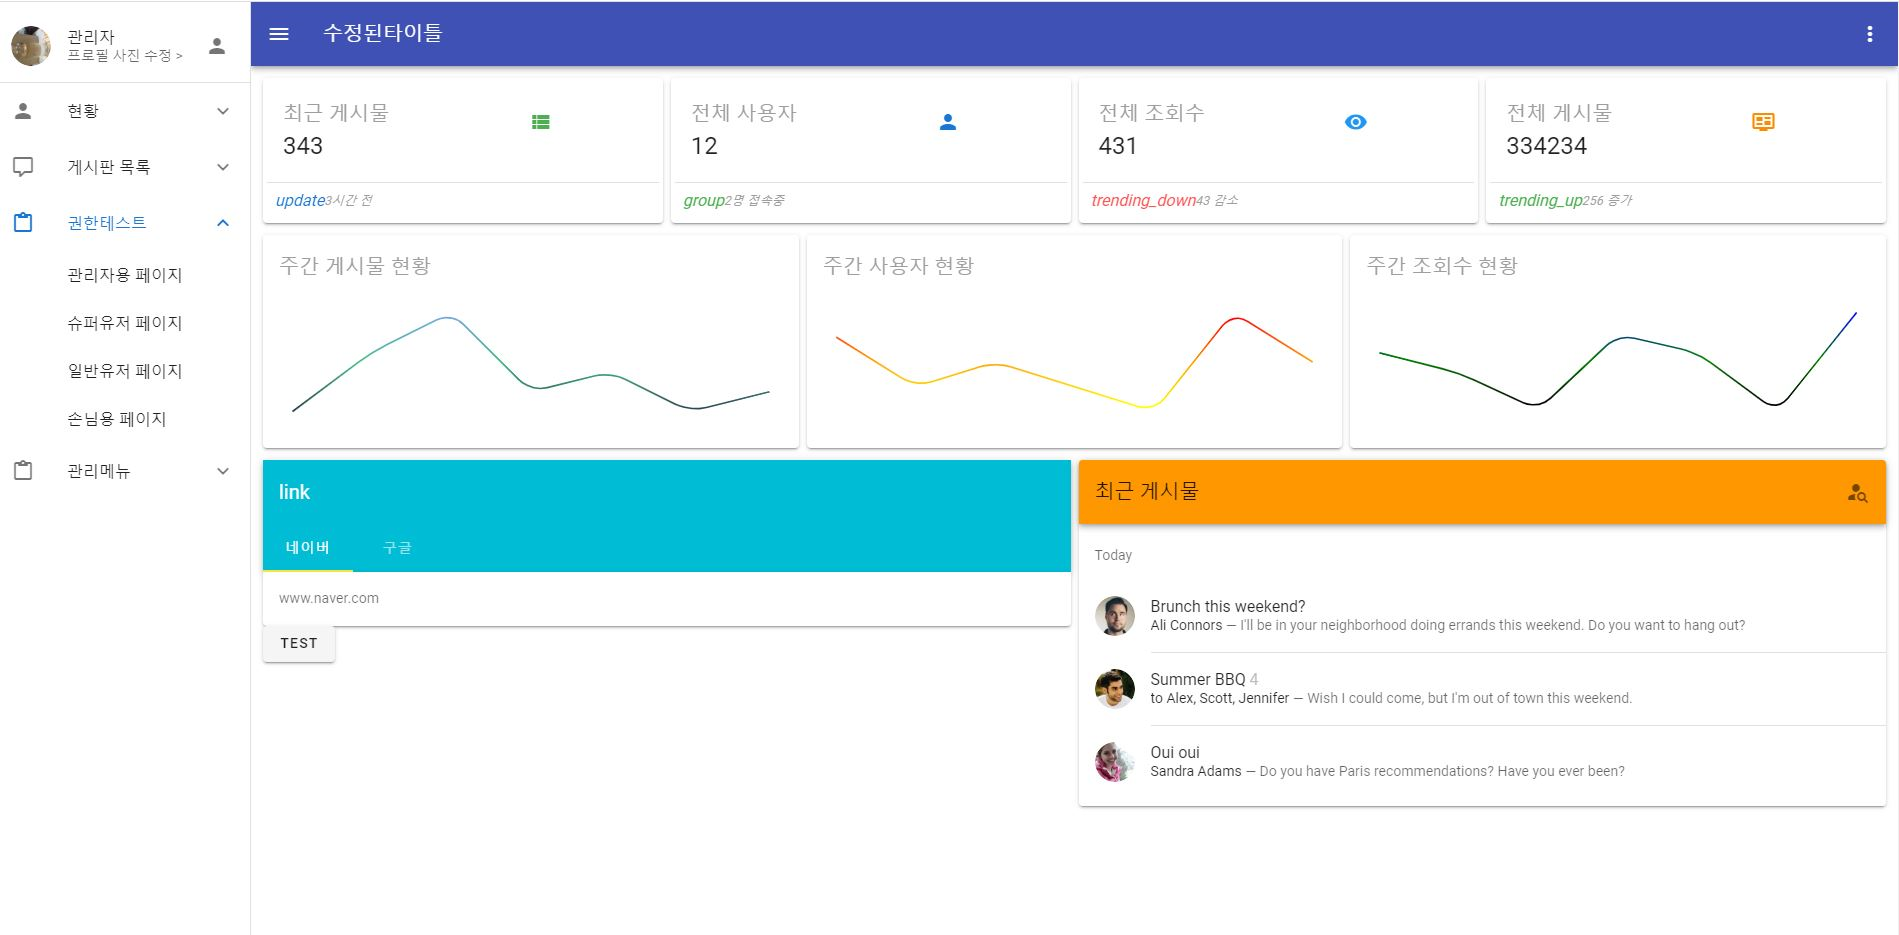 관리자
프로필 사진 수정 >
현황
게시판 목록
권한테스트
관리자용 페이지
슈퍼유저 페이지
일반유저 페이지
손님용 페이지
관리메뉴
수정된타이틀
최근 게시물
343
update3시간 전
전체 사용자
12
group2명 접속중
전체 조회수
431
trending_down43 감소
전체 게시물
334234
trending_up256 증가
주간 게시물 현황
주간 사용자 현황
주간 조회수 현황
link
네이버 구글
www.naver.com
TEST
최근 게시물
Today
Brunch this weekend?
Ali Connors — I'll be in your neighborhood doing errands this weekend. Do you want to hang out?
Summer BBQ 4
to Alex, Scott, Jennifer — Wish I could come, but I'm out of town this weekend.
Oui oui
Sandra Adams — Do you have Paris recommendations? Have you ever been?